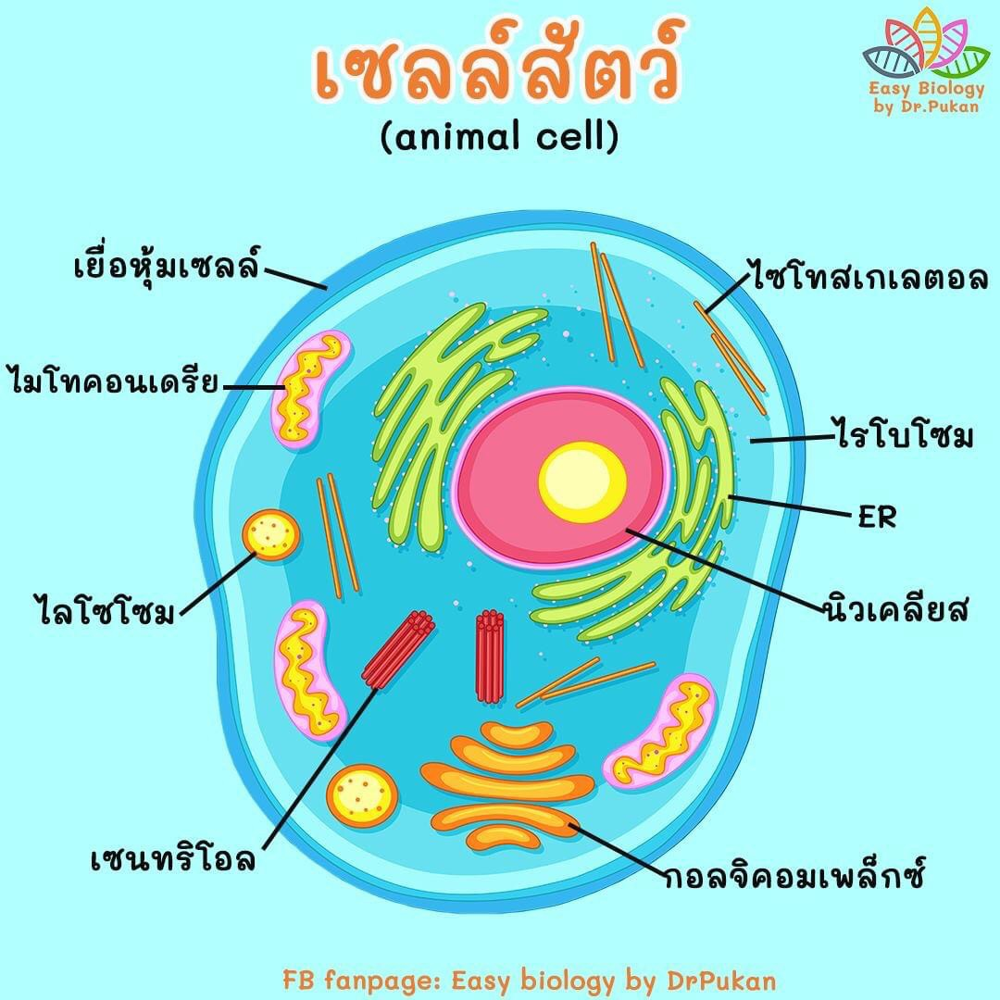 เซลล์สัตว์
(animal cell)
Easy Biology
by Dr.Pukan
เยื่อหุ้มเซลล์
ไซโทสเกเลตอล
ไมโทคอนเดรีย
ไรโบโซม
ER
ไลโซโซม
นิวเคลียส
เซนทริโอล
กอลจิคอมเพล็กซ์
FB fanpage: Easy biology by DrPukan